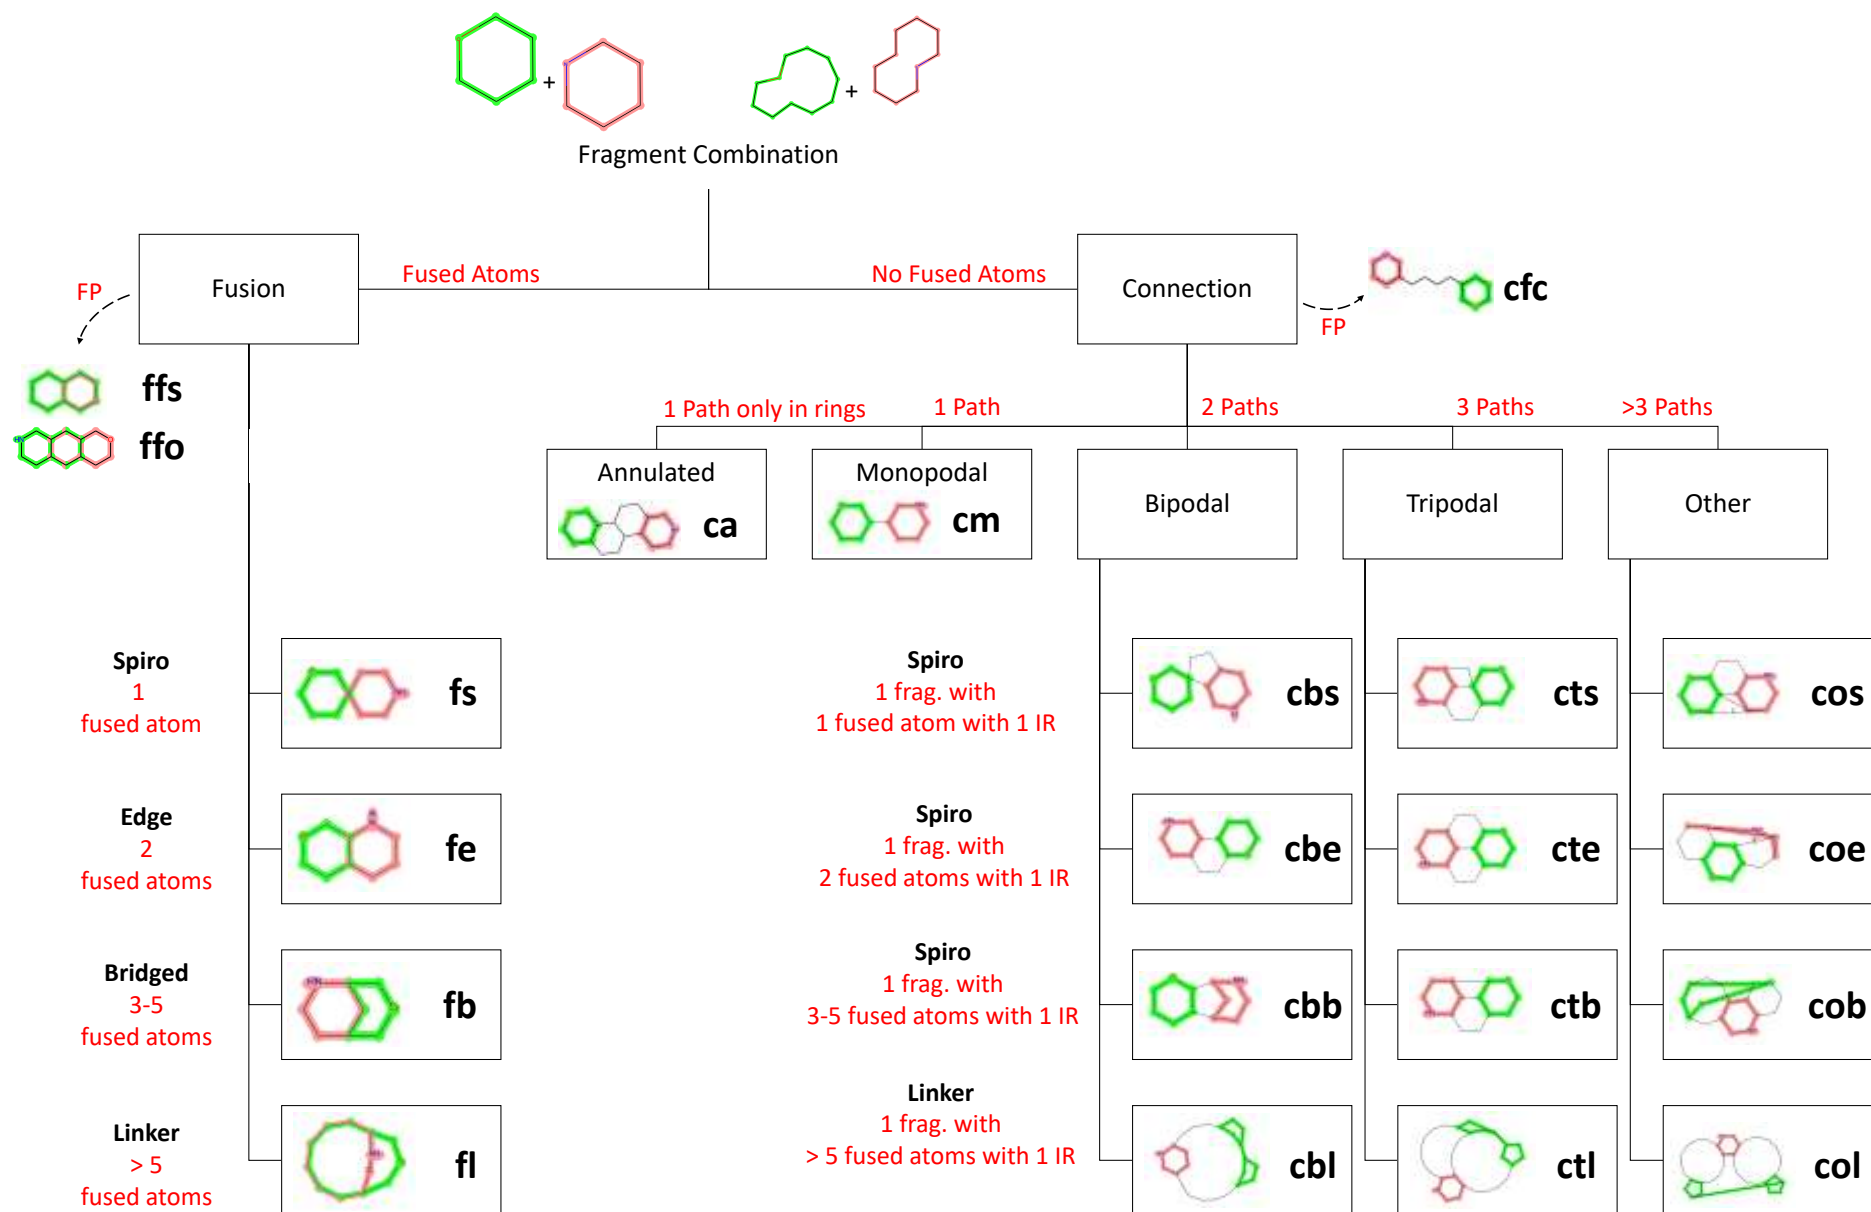 +
+
Fragment Combination
Fusion
Fused Atoms
No Fused Atoms
Connection
cfc
FP
FP
ffs
ffo
1 Path only in rings
1 Path
2 Paths
3 Paths
>3 Paths
Annulated
ca
Monopodal
cm
Bipodal
Tripodal
Other
Spiro
1
fused atom
fs
Spiro
1 frag. with
1 fused atom with 1 IR
cbs
cts
cos
Edge
2
fused atoms
fe
Spiro
1 frag. with
2 fused atoms with 1 IR
cbe
cte
coe
Bridged
3-5
fused atoms
fb
Spiro
1 frag. with
3-5 fused atoms with 1 IR
cbb
ctb
cob
Linker
> 5
fused atoms
fl
Linker
1 frag. with
> 5 fused atoms with 1 IR
cbl
ctl
col